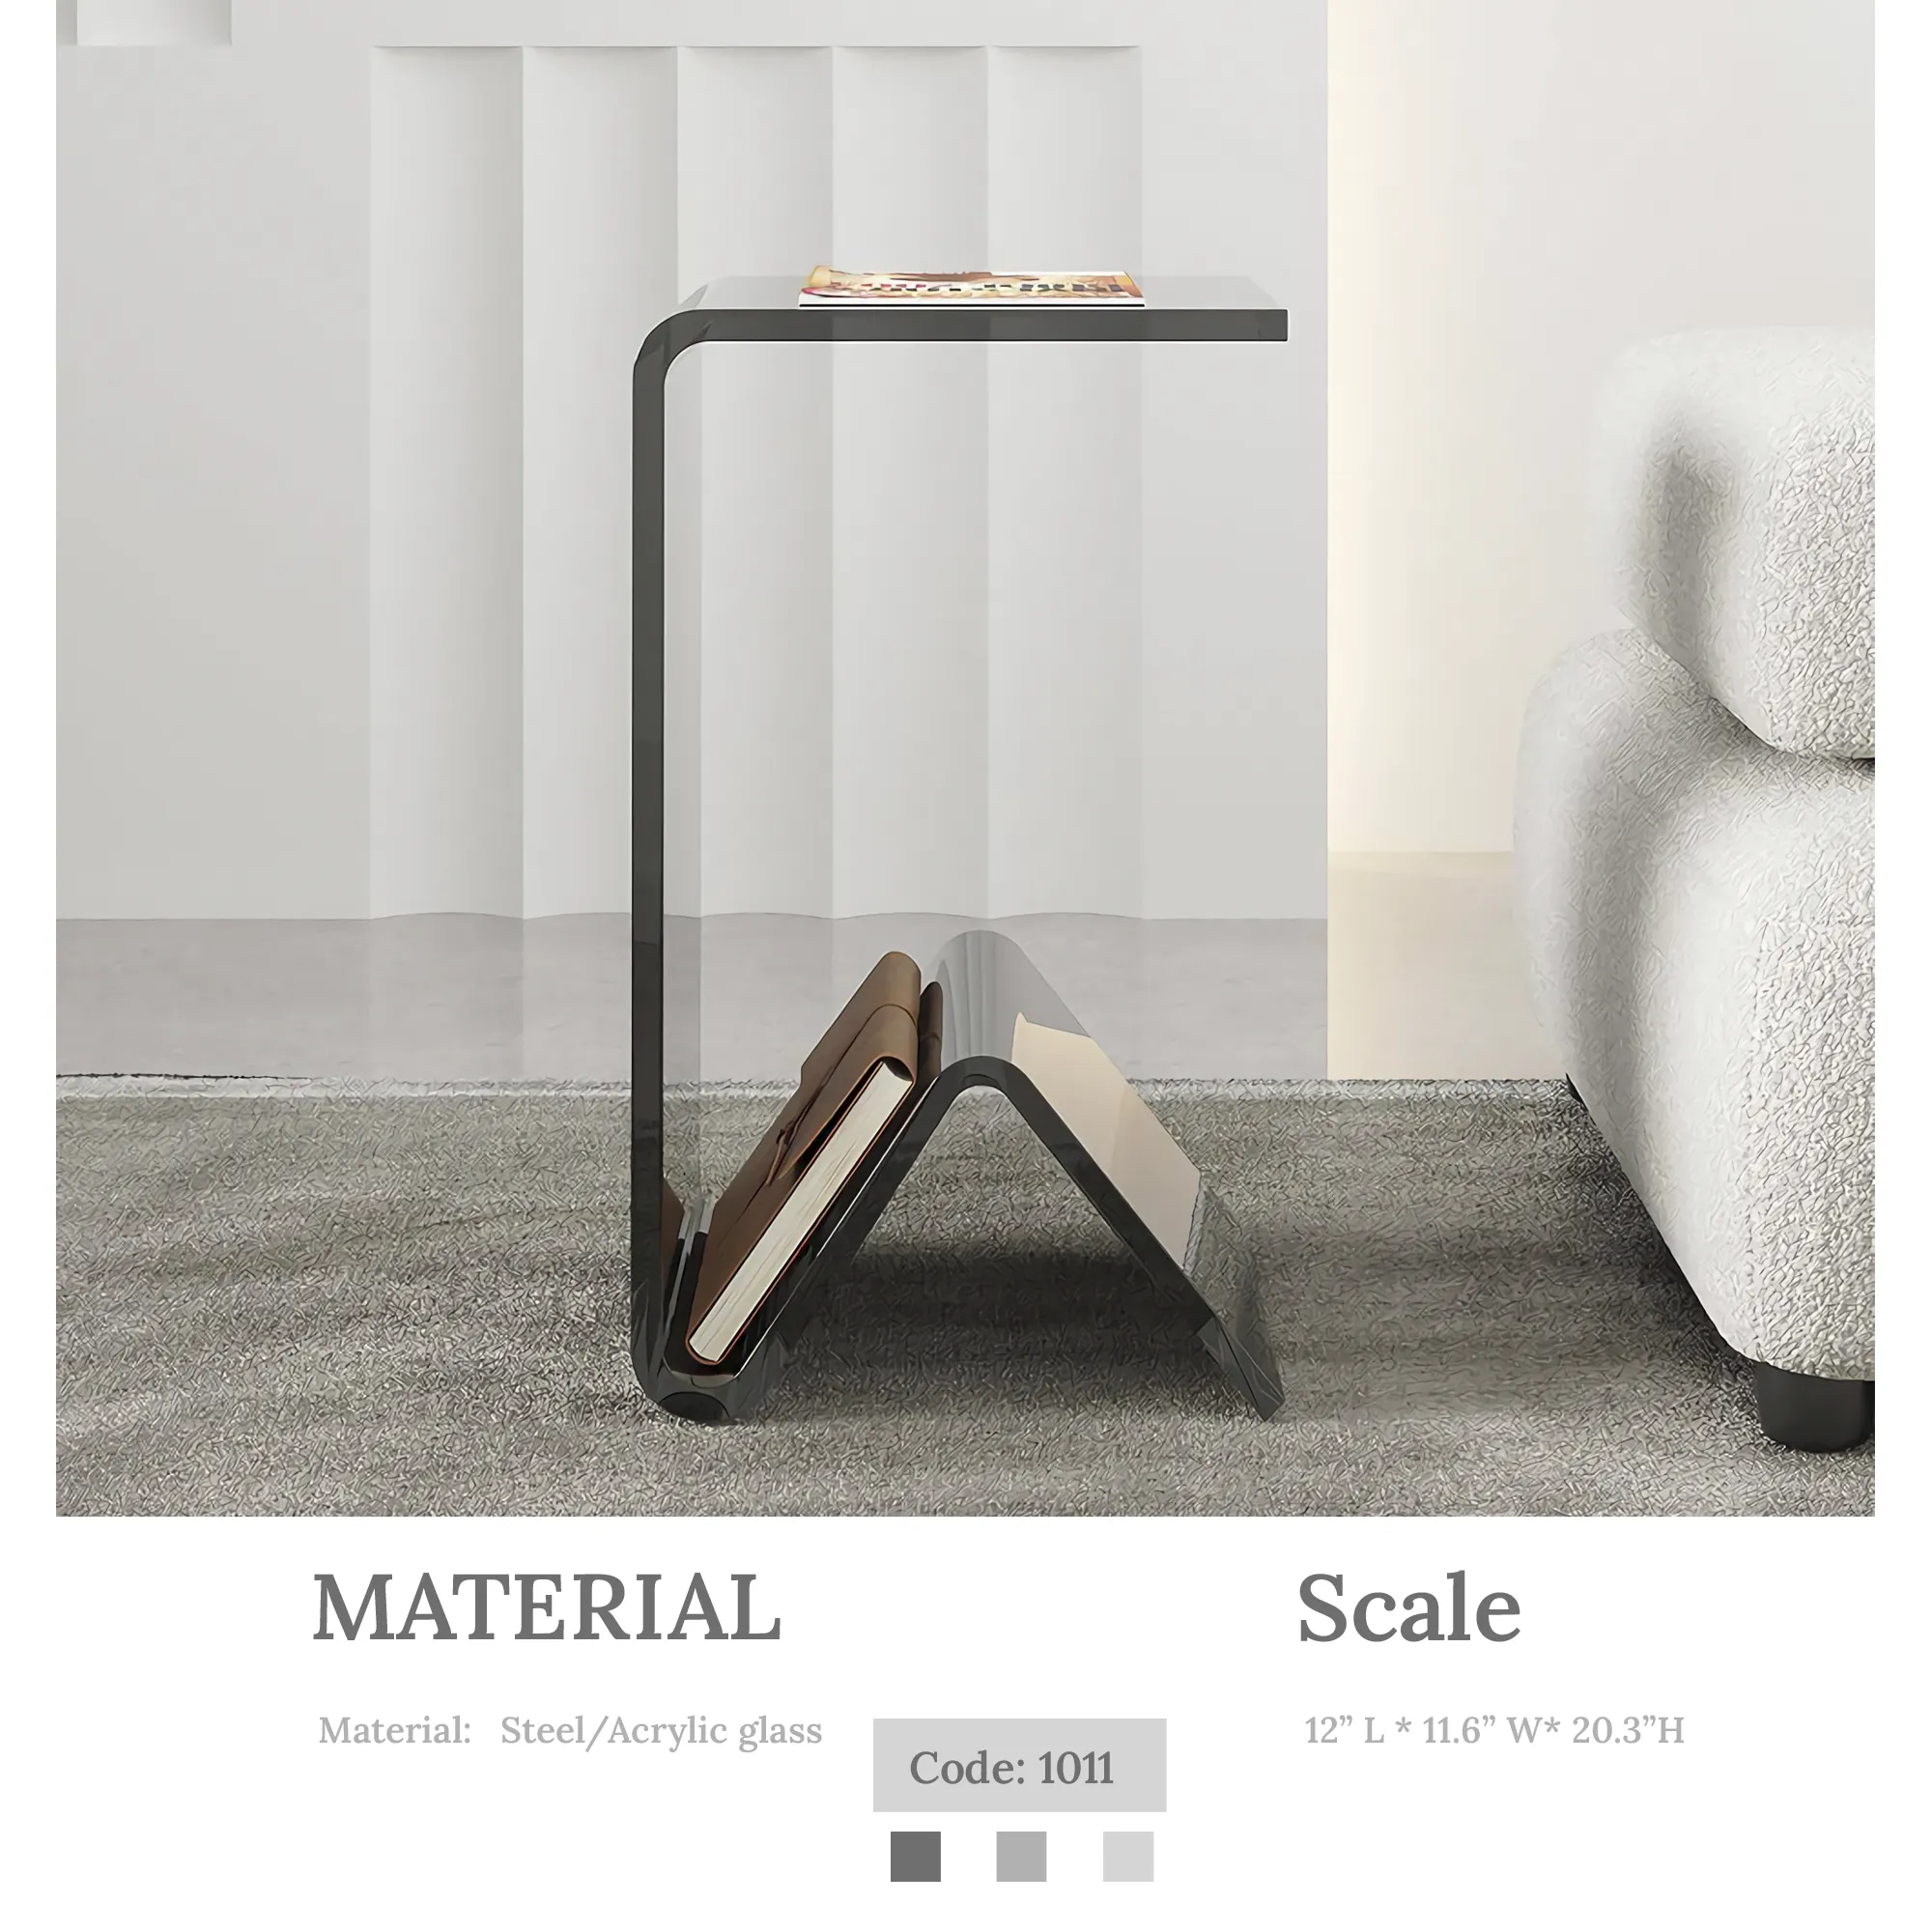 MATERIAL
Scale
Material: Steel/Acrylic glass
12” L * 11.6” W* 20.3”H
Code: 1011